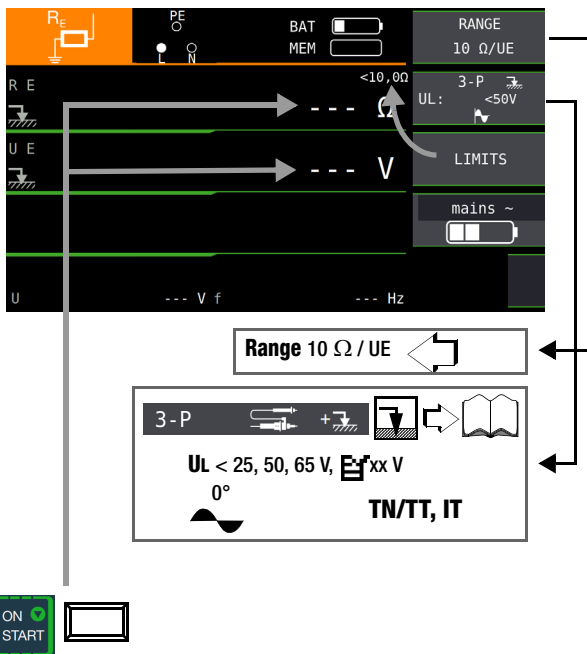 RE
PE
L N
BAT
MEM
RANGE
10 Ω/UE
R E
<10,0Ω
--- Ω
3-P
UL: <50V
U E
--- V
LIMITS
mains ~
U --- V f --- Hz
Range 10 Ω / UE
3-P +
UL < 25, 50, 65 V, xx V
0°
TN/TT, IT
ON
START